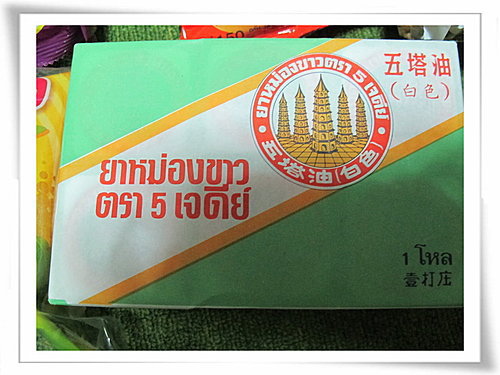 五塔油
(白色)
ยาหม่องขาวตรา 5 เจดีย์
五塔油(白色)
ยาหม่องขาว
ตรา 5 เจดีย์
1 โหล
壹打庄